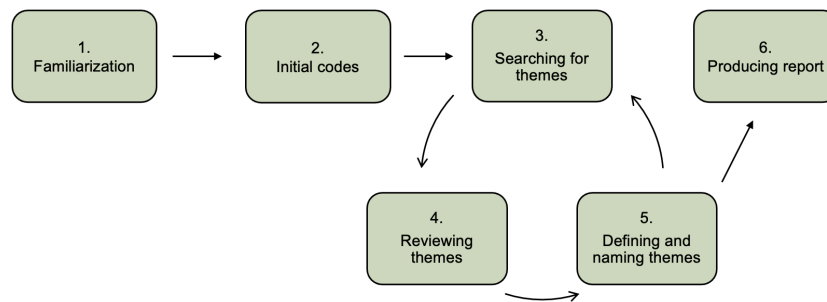 1.
Familiarization
2.
Initial codes
3.
Searching for
themes
6.
Producing report
4.
Reviewing
themes
5.
Defining and
naming themes